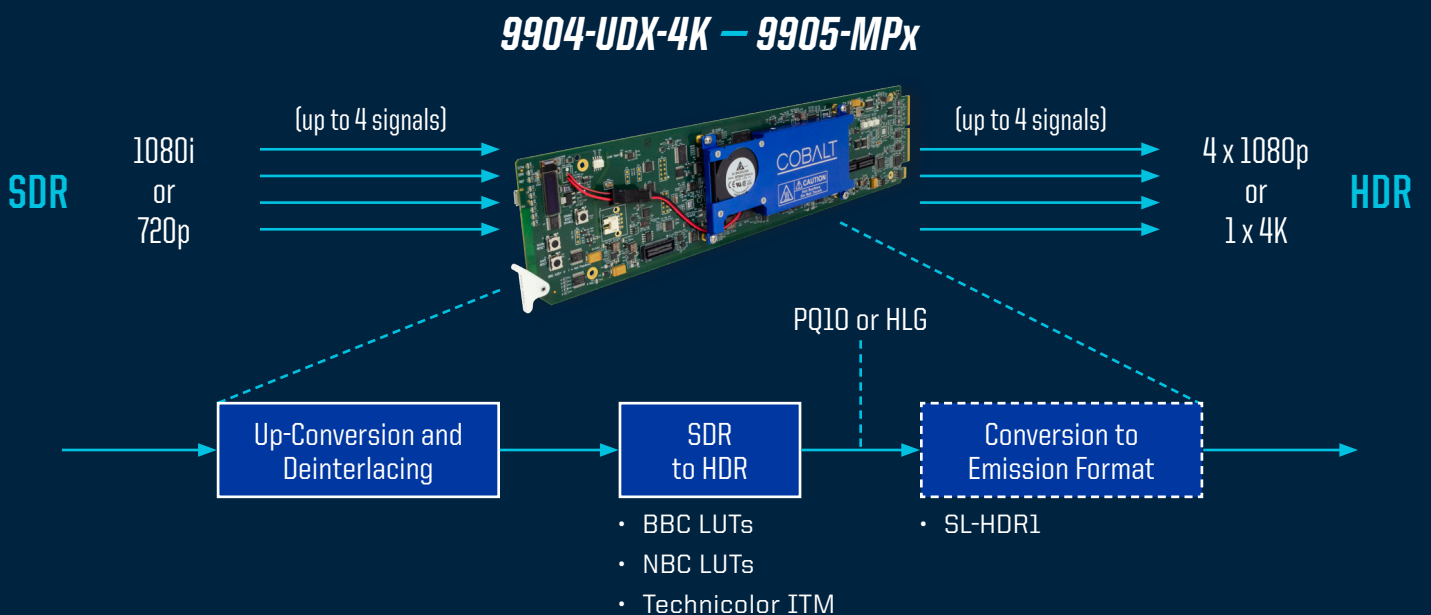 9904-UDX-4K — 9905-MPx
(up to 4 signals)
(up to 4 signals)
SDR
1080i
or
720p
COBALT
CAUTION
4 x 1080p
or
1 x 4K
HDR
PQ10 or HLG
Up-Conversion and
Deinterlacing
SDR
to HDR
Conversion to
Emission Format
• BBC LUTs
• NBC LUTs
• Technicolor ITM
• SL-HDR1